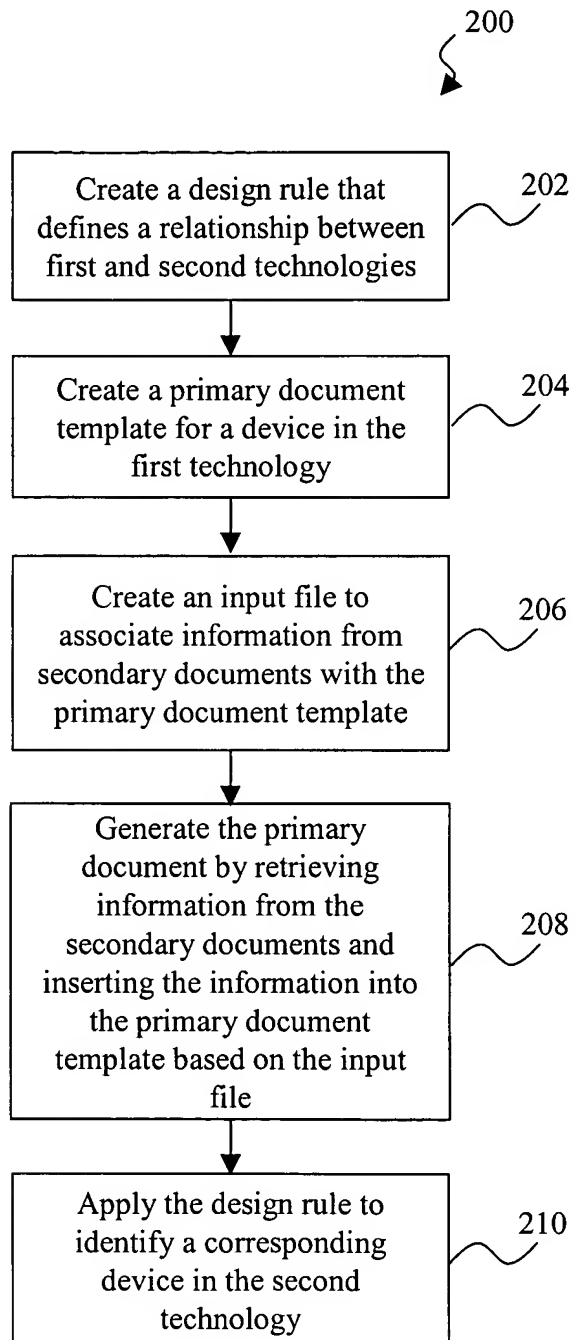 200
Create a design rule that
defines a relationship between
first and second technologies
202
Create a primary document
template for a device in the
first technology
204
Create an input file to
associate information from
secondary documents with the
primary document template
206
Generate the primary
document by retrieving
information from the
secondary documents and
inserting the information into
the primary document
template based on the input
file
208
Apply the design rule to
identify a corresponding
device in the second
technology
210